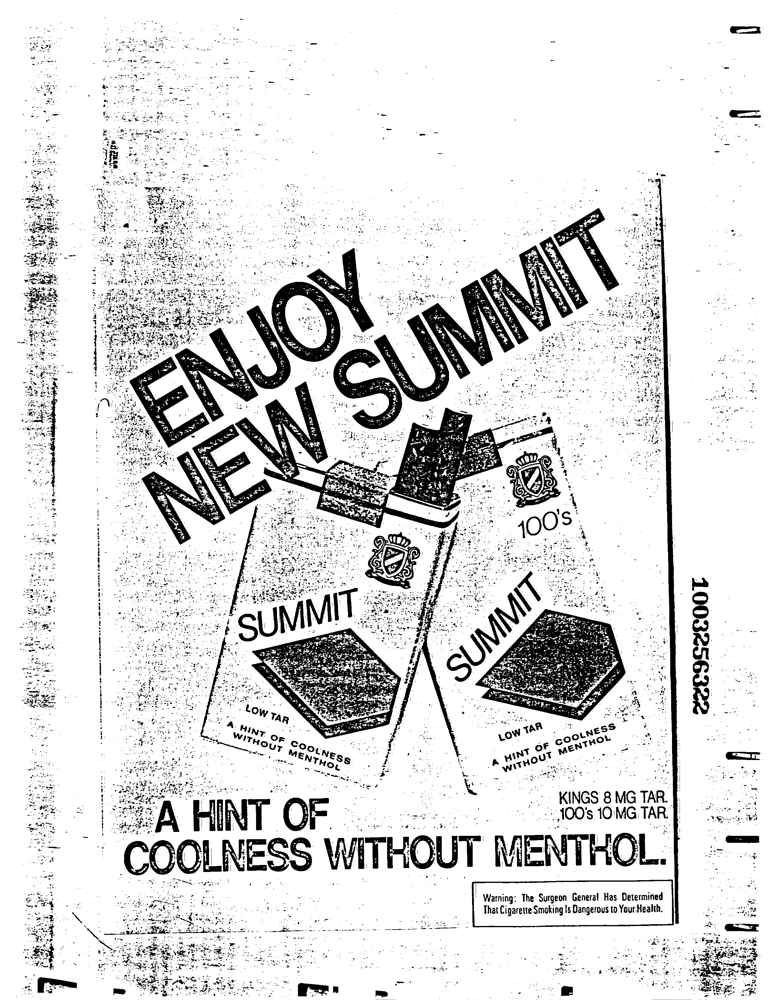 ENJOY
NEW SUMMIT
100's
SUMMIT
SUMMIT
LOW TAR
A HINT OF COOLNESS
WITHOUT MENTHOL
LOW TAR
A HINT OF COOLNESS
WITHOUT MENTHOL
KINGS 8 MG TAR.
100's 10 MG TAR.
A HINT OF
COOLNESS WITHOUT MENTHOL.
Warning: The Surgeon General Has Determined
That Cigarette Smoking Is Dangerous to Your Health.
1003256322